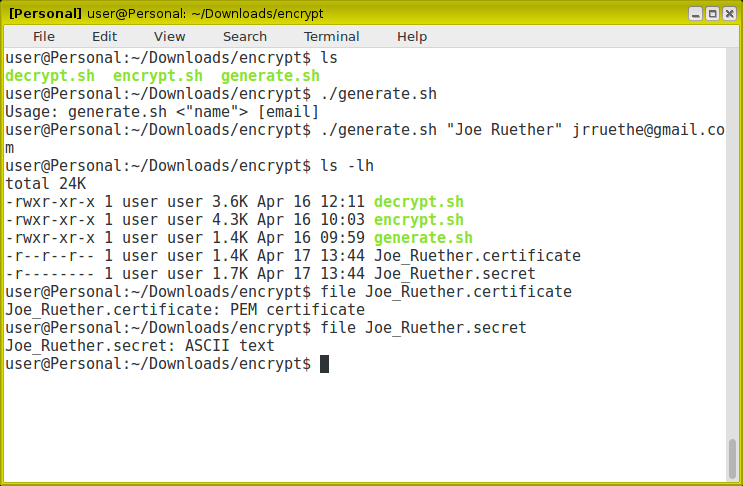 [Personal] user@Personal: ~/Downloads/encrypt
File Edit View Search Terminal Help
user@Personal:~/Downloads/encrypt$ ls
decrypt.sh  encrypt.sh  generate.sh
user@Personal:~/Downloads/encrypt$ ./generate.sh
Usage: generate.sh <"name"> [email]
user@Personal:~/Downloads/encrypt$ ./generate.sh "Joe Ruether" jrruethe@gmail.co
m
user@Personal:~/Downloads/encrypt$ ls -lh
total 24K
-rwxr-xr-x 1 user user 3.6K Apr 16 12:11 decrypt.sh
-rwxr-xr-x 1 user user 4.3K Apr 16 10:03 encrypt.sh
-rwxr-xr-x 1 user user 1.4K Apr 16 09:59 generate.sh
-r--r--r-- 1 user user 1.4K Apr 17 13:44 Joe_Ruether.certificate
-r-------- 1 user user 1.7K Apr 17 13:44 Joe_Ruether.secret
user@Personal:~/Downloads/encrypt$ file Joe_Ruether.certificate
Joe_Ruether.certificate: PEM certificate
user@Personal:~/Downloads/encrypt$ file Joe_Ruether.secret
Joe_Ruether.secret: ASCII text
user@Personal:~/Downloads/encrypt$